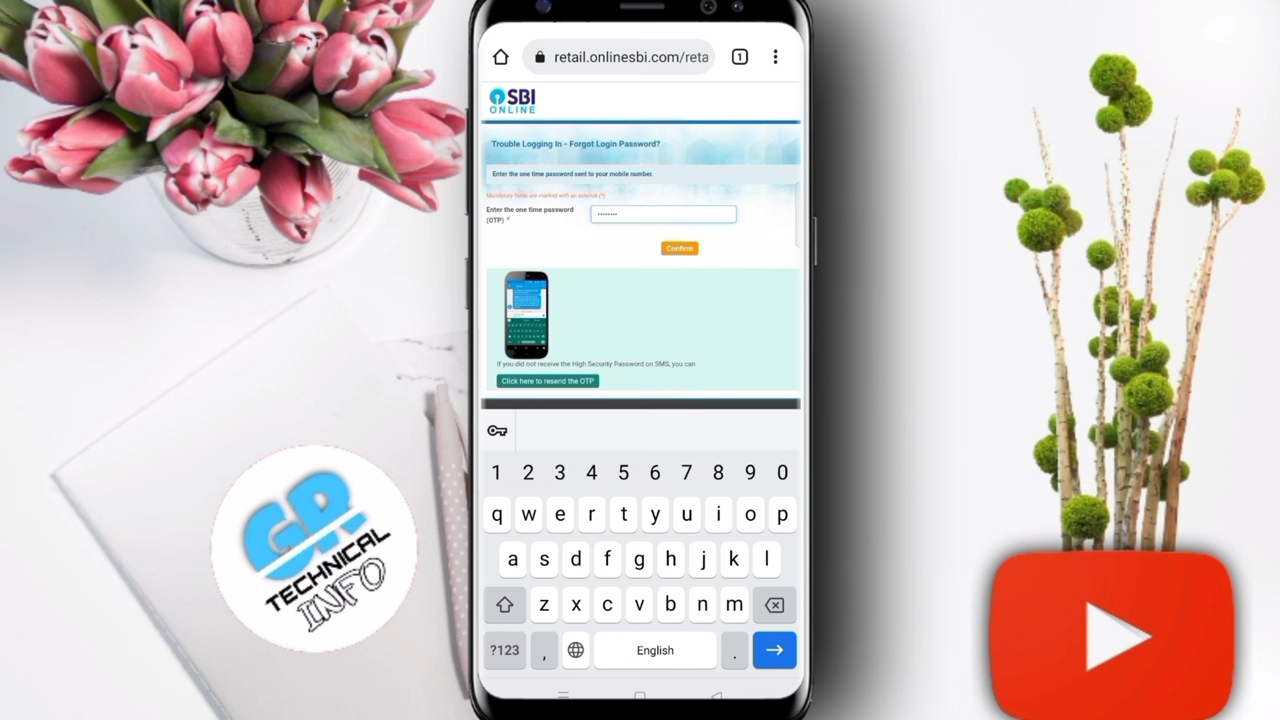 retail.onlinesbi.com/reta
1
SBI
ONLINE
Trouble Logging In - Forgot Login Password?
Enter the one time password sent to your mobile number.
Mandatory fields are marked with an asterisk (*)
Enter the one time password
(OTP) *
••••••••
Confirm
If you did not receive the High Security Password on SMS, you can
Click here to resend the OTP
1 2 3 4 5 6 7 8 9 0
q w e r t y u i o p
a s d f g h j k l
z x c v b n m
?123 , English .
GR
TECHNICAL
INFO